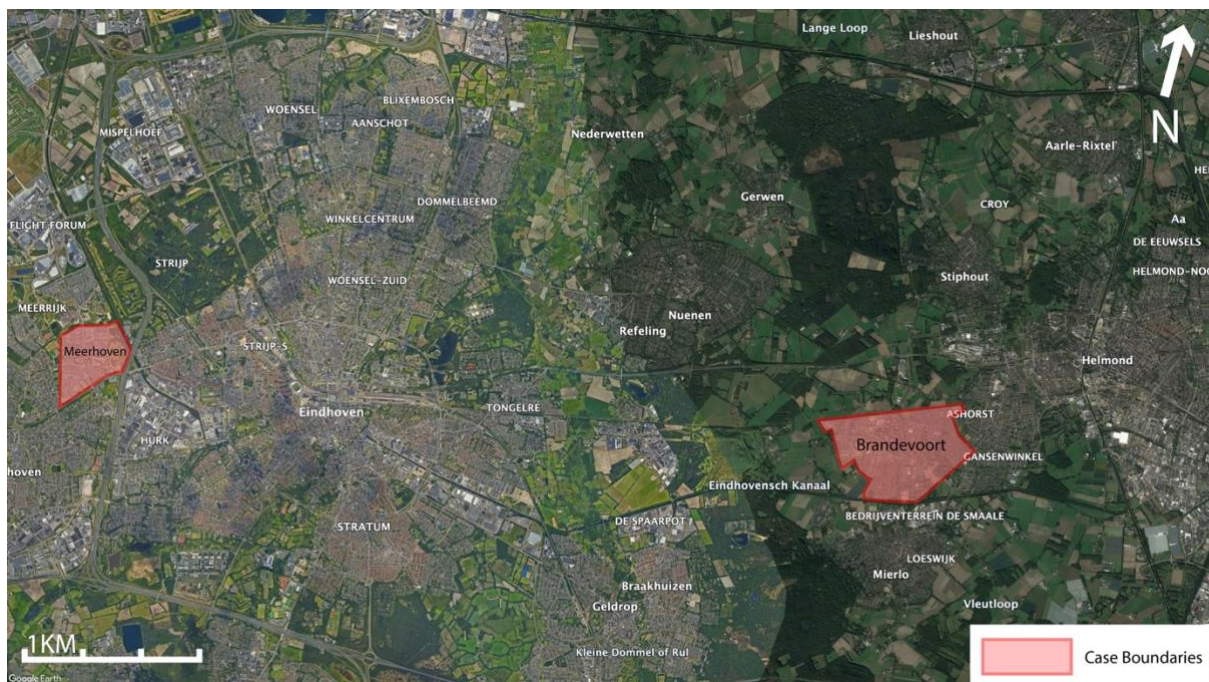 Lange Loop
Lieshout
N
BLIXEMBOSCH
WOENSEL
AANSCHOT
MISPELHOEF
Nederwetten
Aarle-Rixtel
HE
Gerwen
DOMMELBEEMD
CROY
WINKELCENTRUM
Aa
FLIGHT FORUM
DE EEUWSELS
STRIJP
HELMOND-NOO
Stiphout
WOENSEL-ZUID
MEERRIJK
Nuenen
Refeling
STRIJP-S
Meerhoven
Helmond
Eindhoven
TONGELRE
ASHORST
HURK
Brandevoort
GANSENWINKEL
hoven
Eindhovensch Kanaal
STRATUM
DE SPAARPOT
BEDRIJVENTERREIN DE SMAALE
LOESWIJK
Mierlo
Braakhuizen
Geldrop
Vleutloop
1KM
Kleine Dommel of Rul
Case Boundaries
Google Earth